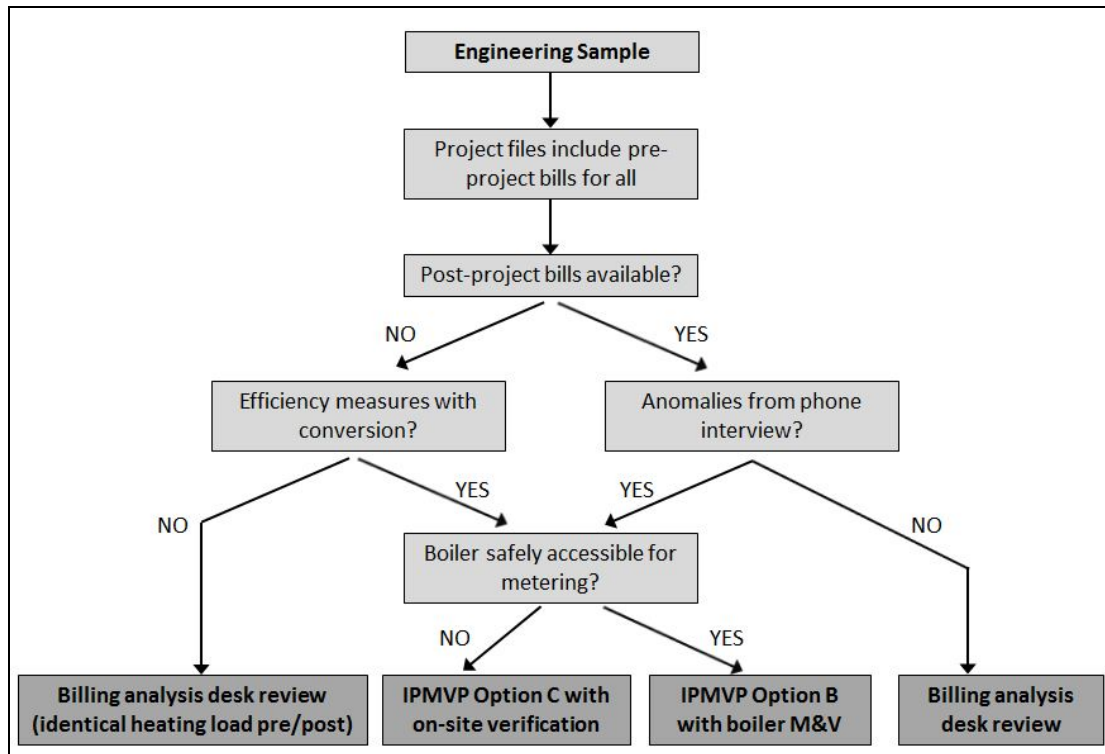 Engineering Sample
Project files include pre-
project bills for all
Post-project bills available?
NO
YES
Efficiency measures with
conversion?
Anomalies from phone
interview?
YES
YES
NO
NO
Boiler safely accessible for
metering?
NO
YES
Billing analysis desk review
(identical heating load pre/post)
IPMVP Option C with
on-site verification
IPMVP Option B
with boiler M&V
Billing analysis
desk review